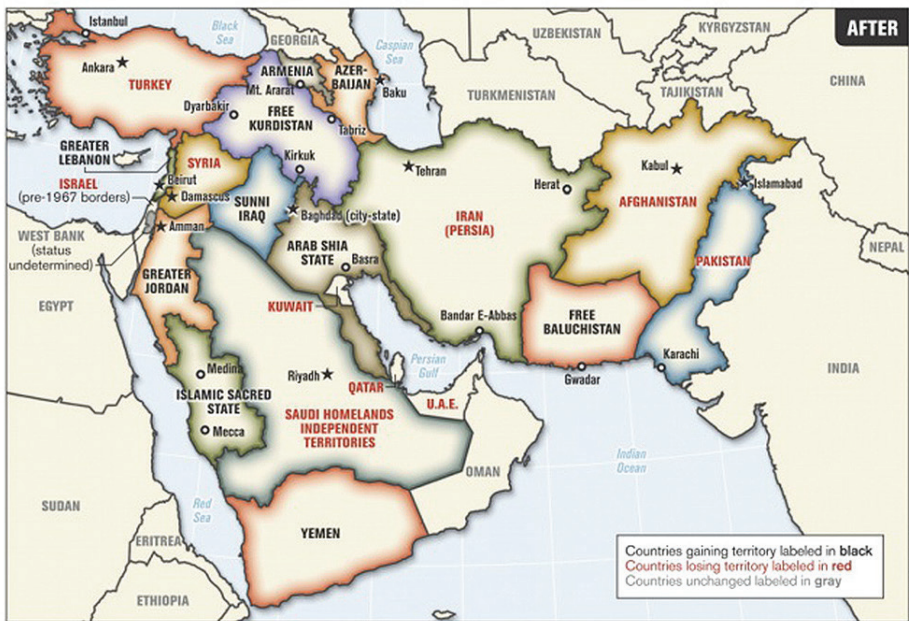 AFTER
Istanbul
Black
Sea
GEORGIA
Caspian
Sea
UZBEKISTAN
KYRGYZSTAN
CHINA
Ankara
TURKEY
ARMENIA
Mt. Ararat
AZER-
BAIJAN
Baku
TURKMENISTAN
TAJIKISTAN
Dyarbakir
FREE
KURDISTAN
Tabriz
GREATER
LEBANON
SYRIA
Kirkuk
Tehran
Herat
Kabul
Islamabad
ISRAEL
(pre-1967 borders)
Beirut
Damascus
SUNNI
IRAQ
Baghdad (city-state)
IRAN
(PERSIA)
AFGHANISTAN
WEST BANK
(status
undetermined)
Amman
ARAB SHIA
STATE
Basra
PAKISTAN
NEPAL
EGYPT
GREATER
JORDAN
KUWAIT
Bandar E-Abbas
FREE
BALUCHISTAN
Karachi
Persian
Gulf
Gwadar
INDIA
Medina
ISLAMIC SACRED
STATE
Mecca
Riyadh
QATAR
U.A.E.
SAUDI HOMELANDS
INDEPENDENT
TERRITORIES
OMAN
Indian
Ocean
SUDAN
Red
Sea
YEMEN
ERITREA
ETHIOPIA
Countries gaining territory labeled in black
Countries losing territory labeled in red
Countries unchanged labeled in gray